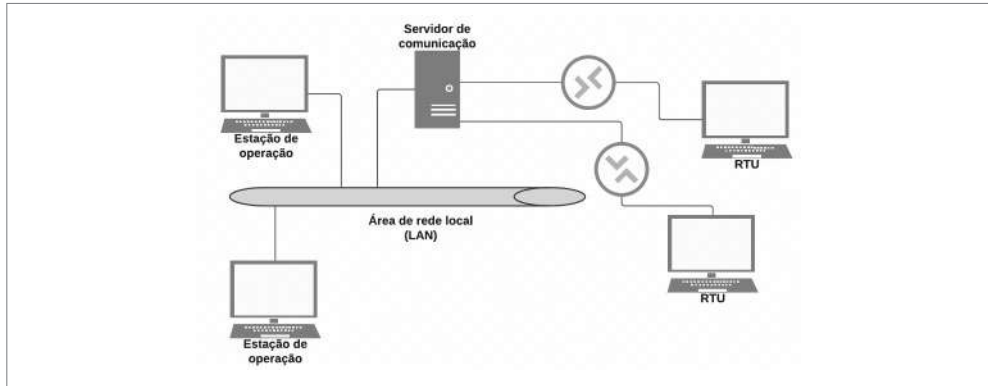 Servidor de
comunicação
Estação de
operação
RTU
Área de rede local
(LAN)
RTU
Estação de
operação